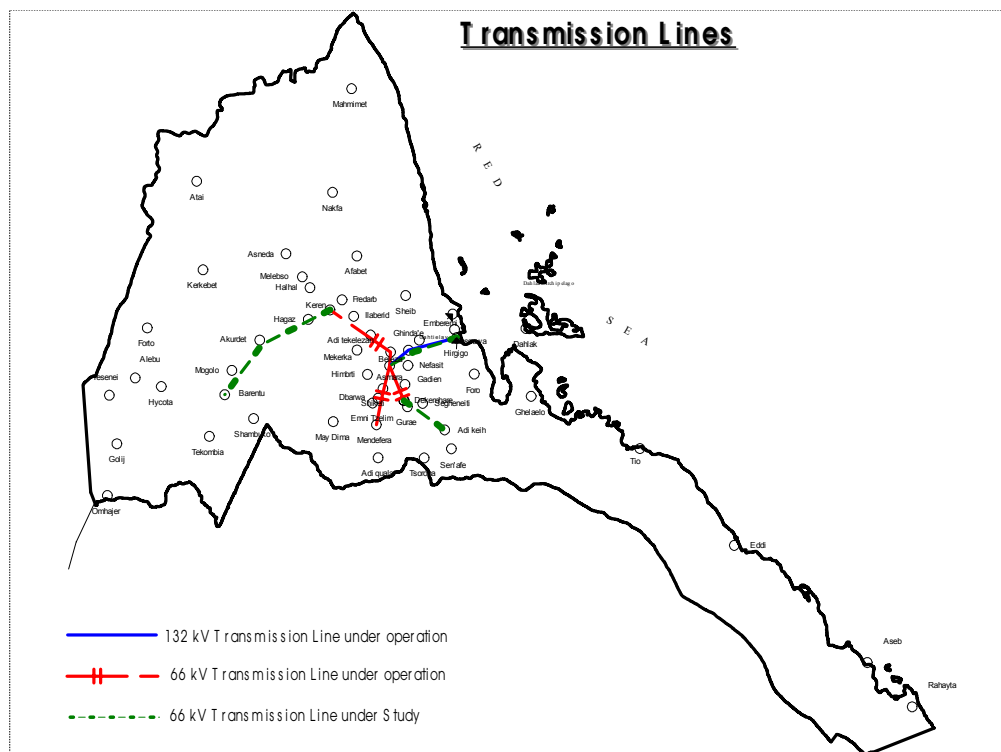 Transmission Lines
Mahmimet
RED
Atai
Nakfa
Asneda
Afabet
Melebso
Kerkebet
Halhal
Fredarb
Sheib
Keren
Hagaz
Ilaberid
Emberemi
SEA
Forto
Akurdet
Adi tekelezan
Ghinda'e
Hirgigo
Dahlak
Alebu
Mekerka
Nefasit
Mogolo
Himbrti
Asmara
Gadien
Foro
Hycota
Barentu
Dbarwa
Dekemhare
Segheneiti
Ghelaelo
Shambuko
May Dima
Emni Tselim
Gurae
Adi keih
Golij
Tekombia
Mendefera
Sen'afe
Adi quala
Tsorona
Tio
Omhajer
Eddi
132 kV Transmission Line under operation
Aseb
66 kV Transmission Line under operation
Rahayta
66 kV Transmission Line under Study